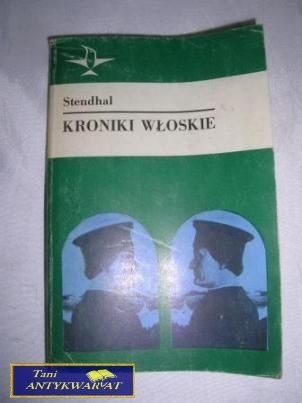 Stendhal
KRONIKI WŁOSKIE
Tani
ANTYKWARIAT